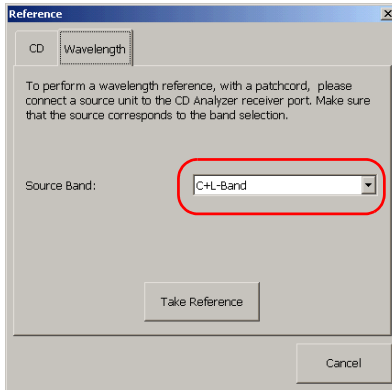 Reference
CD
Wavelength
To perform a wavelength reference, with a patchcord, please
connect a source unit to the CD Analyzer receiver port. Make sure
that the source corresponds to the band selection.
Source Band:
C+L-Band
Take Reference
Cancel